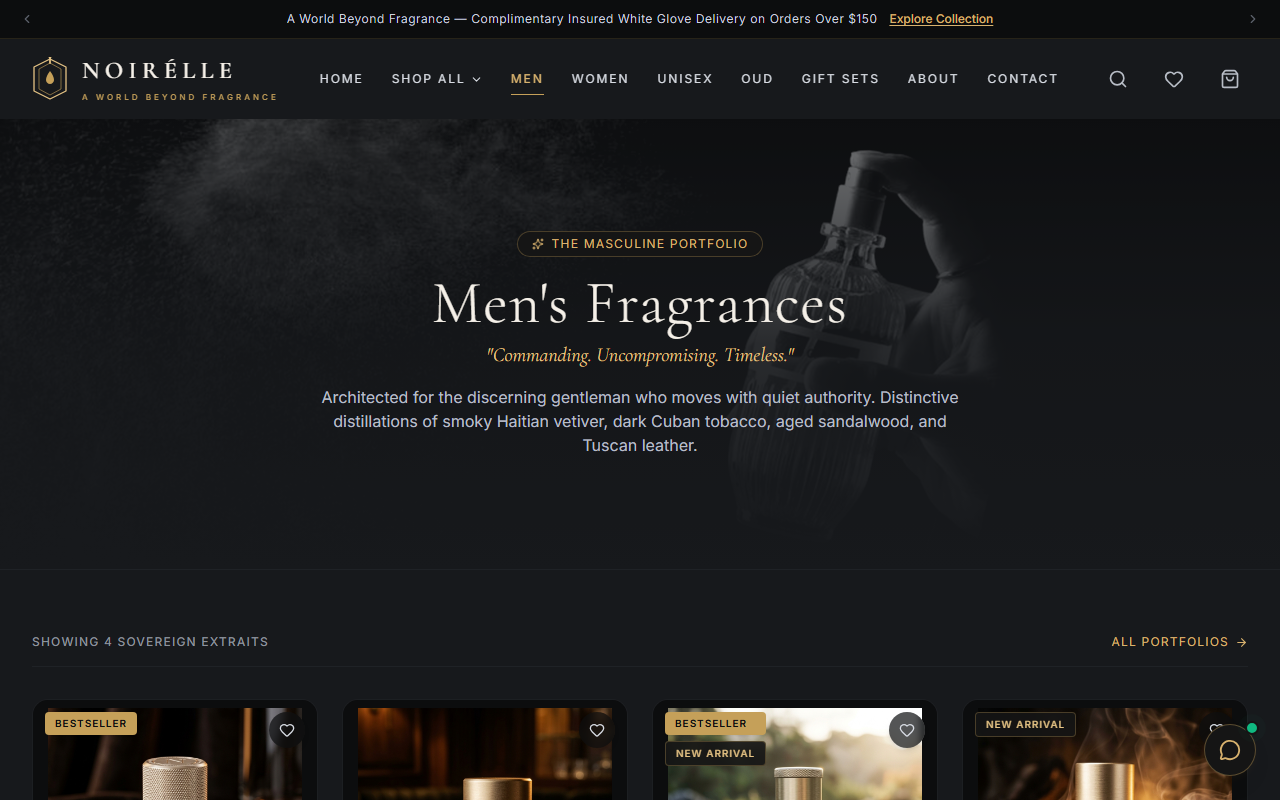 A World Beyond Fragrance — Complimentary Insured White Glove Delivery on Orders Over $150 Explore Collection
NOIRÉLLE
A WORLD BEYOND FRAGRANCE
HOME SHOP ALL MEN WOMEN UNISEX OUD GIFT SETS ABOUT CONTACT
THE MASCULINE PORTFOLIO
Men's Fragrances
"Commanding. Uncompromising. Timeless."
Architected for the discerning gentleman who moves with quiet authority. Distinctive
distillations of smoky Haitian vetiver, dark Cuban tobacco, aged sandalwood, and
Tuscan leather.
SHOWING 4 SOVEREIGN EXTRAITS
ALL PORTFOLIOS →
BESTSELLER
BESTSELLER
NEW ARRIVAL
NEW ARRIVAL